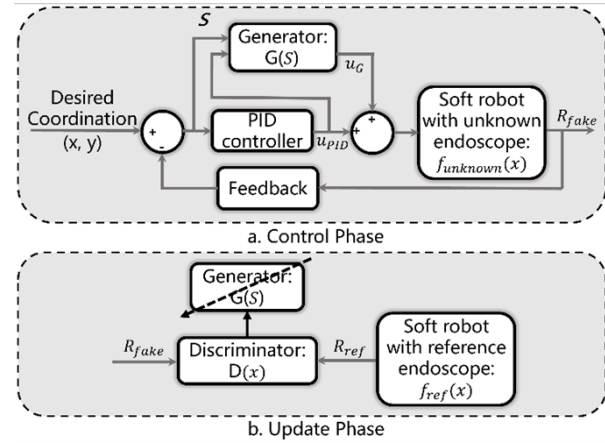 S
Generator:
G(S)
u_G
Desired
Coordination
(x, y)
+
-
PID
controller
u_PID
+
+
Soft robot
with unknown
endoscope:
f_unknown(x)
R_fake
Feedback
a. Control Phase
Generator:
G(S)
R_fake
Discriminator:
D(x)
R_ref
Soft robot
with reference
endoscope:
f_ref(x)
b. Update Phase